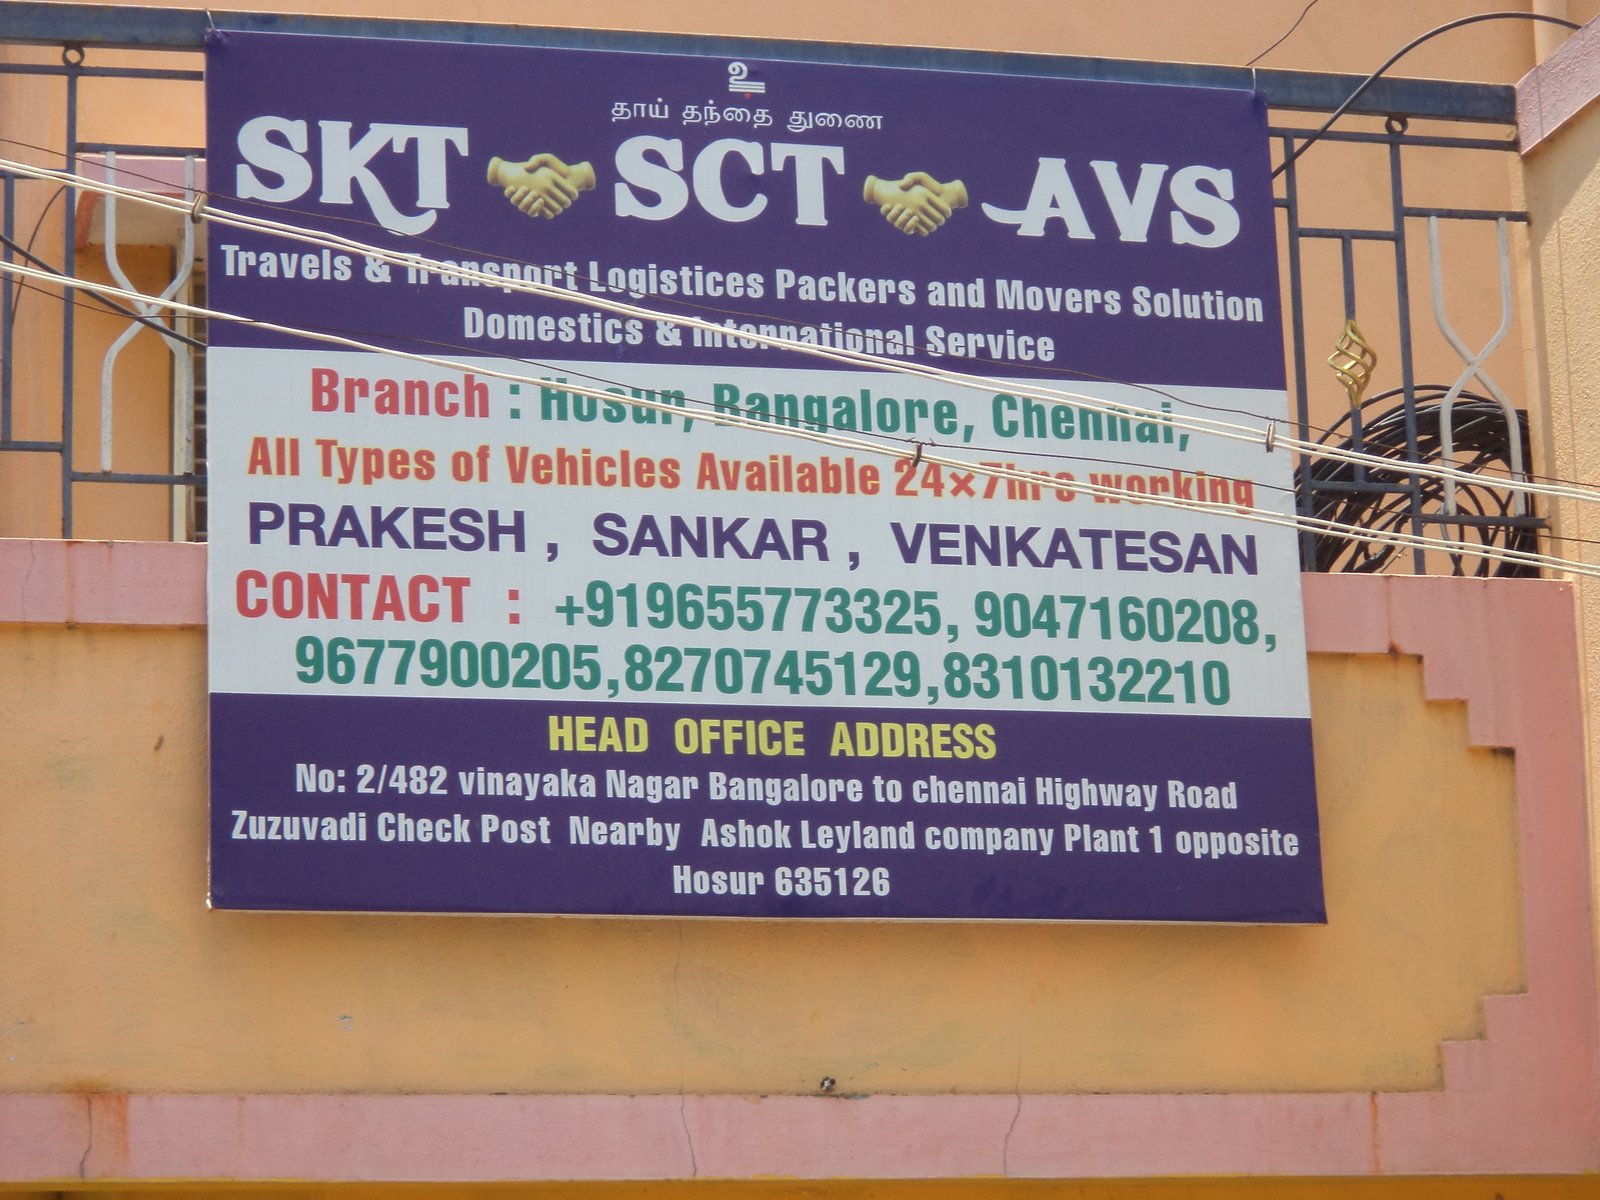 உ
தாய் தந்தை துணை
SKT SCT AVS
Travels & Transport Logistices Packers and Movers Solution
Domestics & International Service
Branch : Hosur, Bangalore, Chennai,
All Types of Vehicles Available 24×7hrs working
PRAKESH , SANKAR , VENKATESAN
CONTACT : +919655773325, 9047160208,
9677900205,8270745129,8310132210
HEAD OFFICE ADDRESS
No: 2/482 vinayaka Nagar Bangalore to chennai Highway Road
Zuzuvadi Check Post Nearby Ashok Leyland company Plant 1 opposite
Hosur 635126